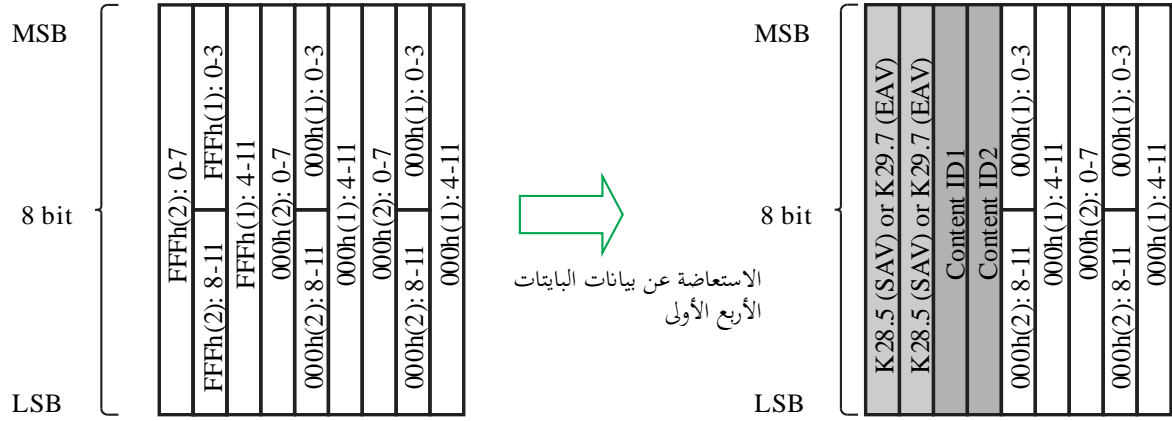 MSB
8 bit
LSB
FFFh(2): 0-7
FFFh(1): 0-3
FFFh(2): 8-11
FFFh(1): 4-11
000h(2): 0-7
000h(1): 0-3
000h(2): 8-11
000h(1): 4-11
000h(2): 0-7
000h(1): 0-3
000h(2): 8-11
000h(1): 4-11
الاستعاضة عن بيانات البايتات
الأربع الأولى
MSB
8 bit
LSB
K28.5 (SAV) or K29.7 (EAV)
K28.5 (SAV) or K29.7 (EAV)
Content ID1
Content ID2
000h(1): 0-3
000h(2): 8-11
000h(1): 4-11
000h(2): 0-7
000h(1): 0-3
000h(2): 8-11
000h(1): 4-11